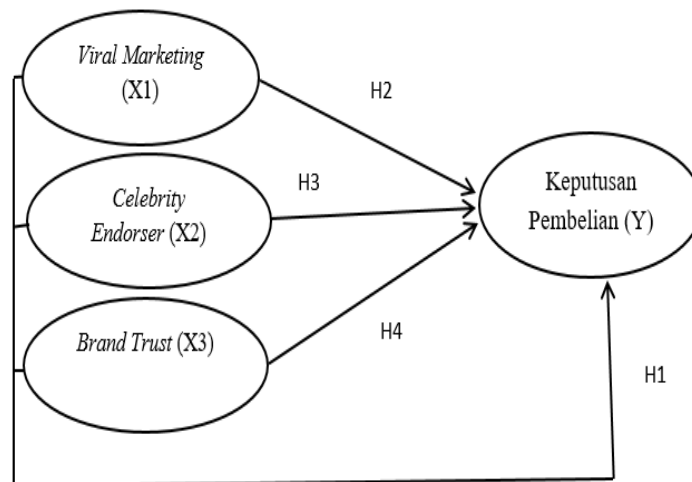 Viral Marketing
(X1)
H2
Celebrity
Endorser (X2)
H3
Keputusan
Pembelian (Y)
Brand Trust (X3)
H4
H1